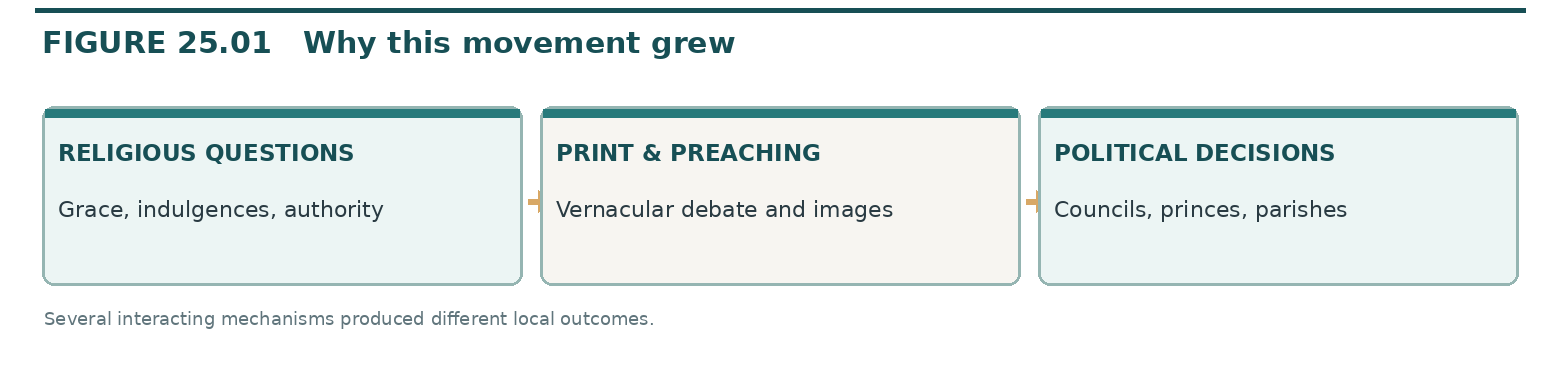 FIGURE 25.01 Why this movement grew
RELIGIOUS QUESTIONS
Grace, indulgences, authority
PRINT & PREACHING
Vernacular debate and images
POLITICAL DECISIONS
Councils, princes, parishes
Several interacting mechanisms produced different local outcomes.